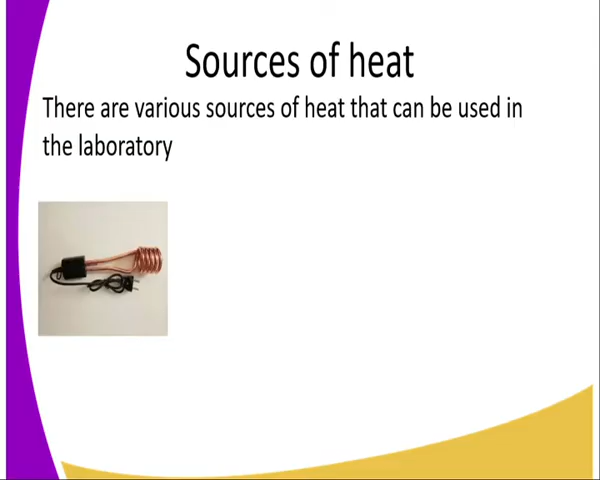 Sources of heat
There are various sources of heat that can be used in
the laboratory